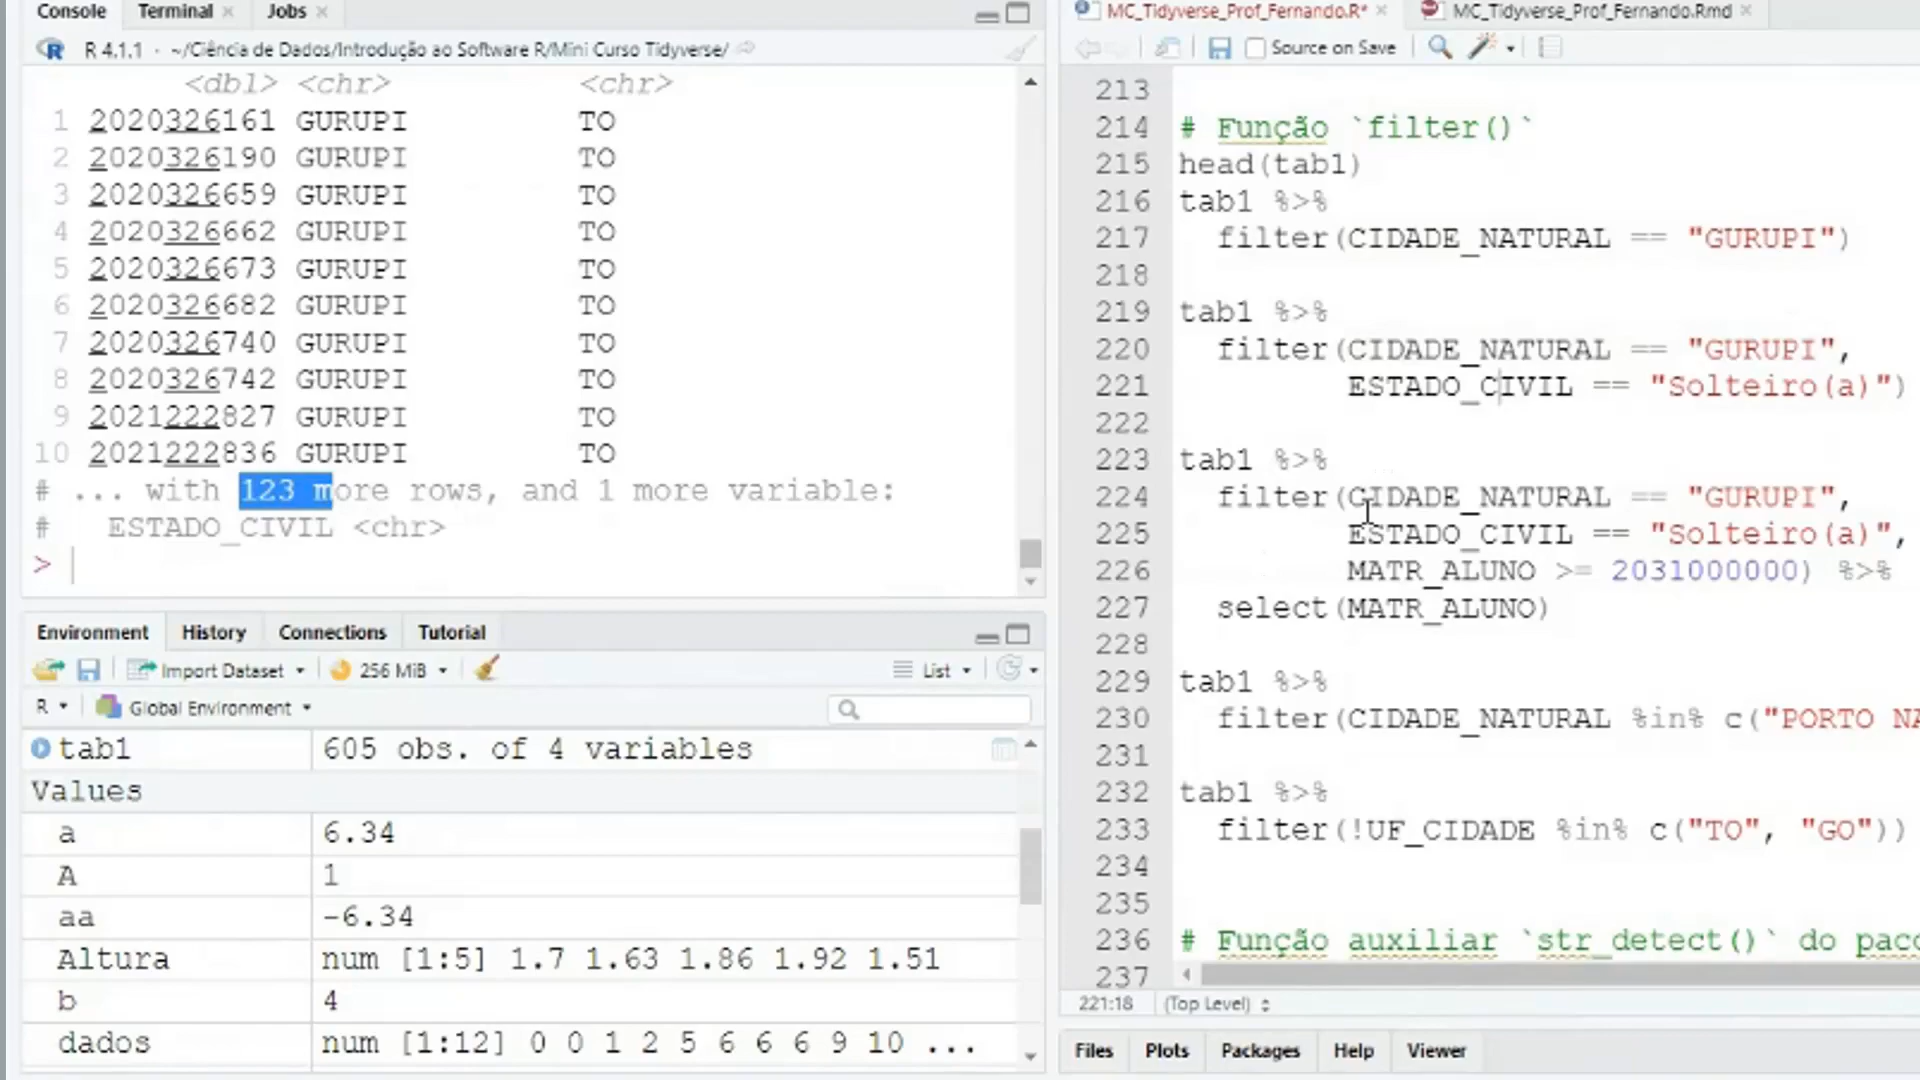 Console Terminal Jobs
R 4.1.1 · ~/Ciência de Dados/Introdução ao Software R/Mini Curso Tidyverse/
<dbl> <chr> <chr>
1 2020326161 GURUPI TO
2 2020326190 GURUPI TO
3 2020326659 GURUPI TO
4 2020326662 GURUPI TO
5 2020326673 GURUPI TO
6 2020326682 GURUPI TO
7 2020326740 GURUPI TO
8 2020326742 GURUPI TO
9 2021222827 GURUPI TO
10 2021222836 GURUPI TO
# ... with 123 more rows, and 1 more variable:
# ESTADO_CIVIL <chr>
>
Environment History Connections Tutorial
Import Dataset 256 MiB List
R Global Environment
tab1 605 obs. of 4 variables
Values
a 6.34
A 1
aa -6.34
Altura num [1:5] 1.7 1.63 1.86 1.92 1.51
b 4
dados num [1:12] 0 0 1 2 5 6 6 6 9 10 ...
MC_Tidyverse_Prof_Fernando.R* MC_Tidyverse_Prof_Fernando.Rmd
Source on Save
213
214 # Função `filter()`
215 head(tab1)
216 tab1 %>%
217 filter(CIDADE_NATURAL == "GURUPI")
218
219 tab1 %>%
220 filter(CIDADE_NATURAL == "GURUPI",
221 ESTADO_CIVIL == "Solteiro(a)")
222
223 tab1 %>%
224 filter(CIDADE_NATURAL == "GURUPI",
225 ESTADO_CIVIL == "Solteiro(a)",
226 MATR_ALUNO >= 2031000000) %>%
227 select(MATR_ALUNO)
228
229 tab1 %>%
230 filter(CIDADE_NATURAL %in% c("PORTO NA
231
232 tab1 %>%
233 filter(!UF_CIDADE %in% c("TO", "GO"))
234
235
236 # Função auxiliar `str_detect()` do paco
237
221:18 (Top Level)
Files Plots Packages Help Viewer